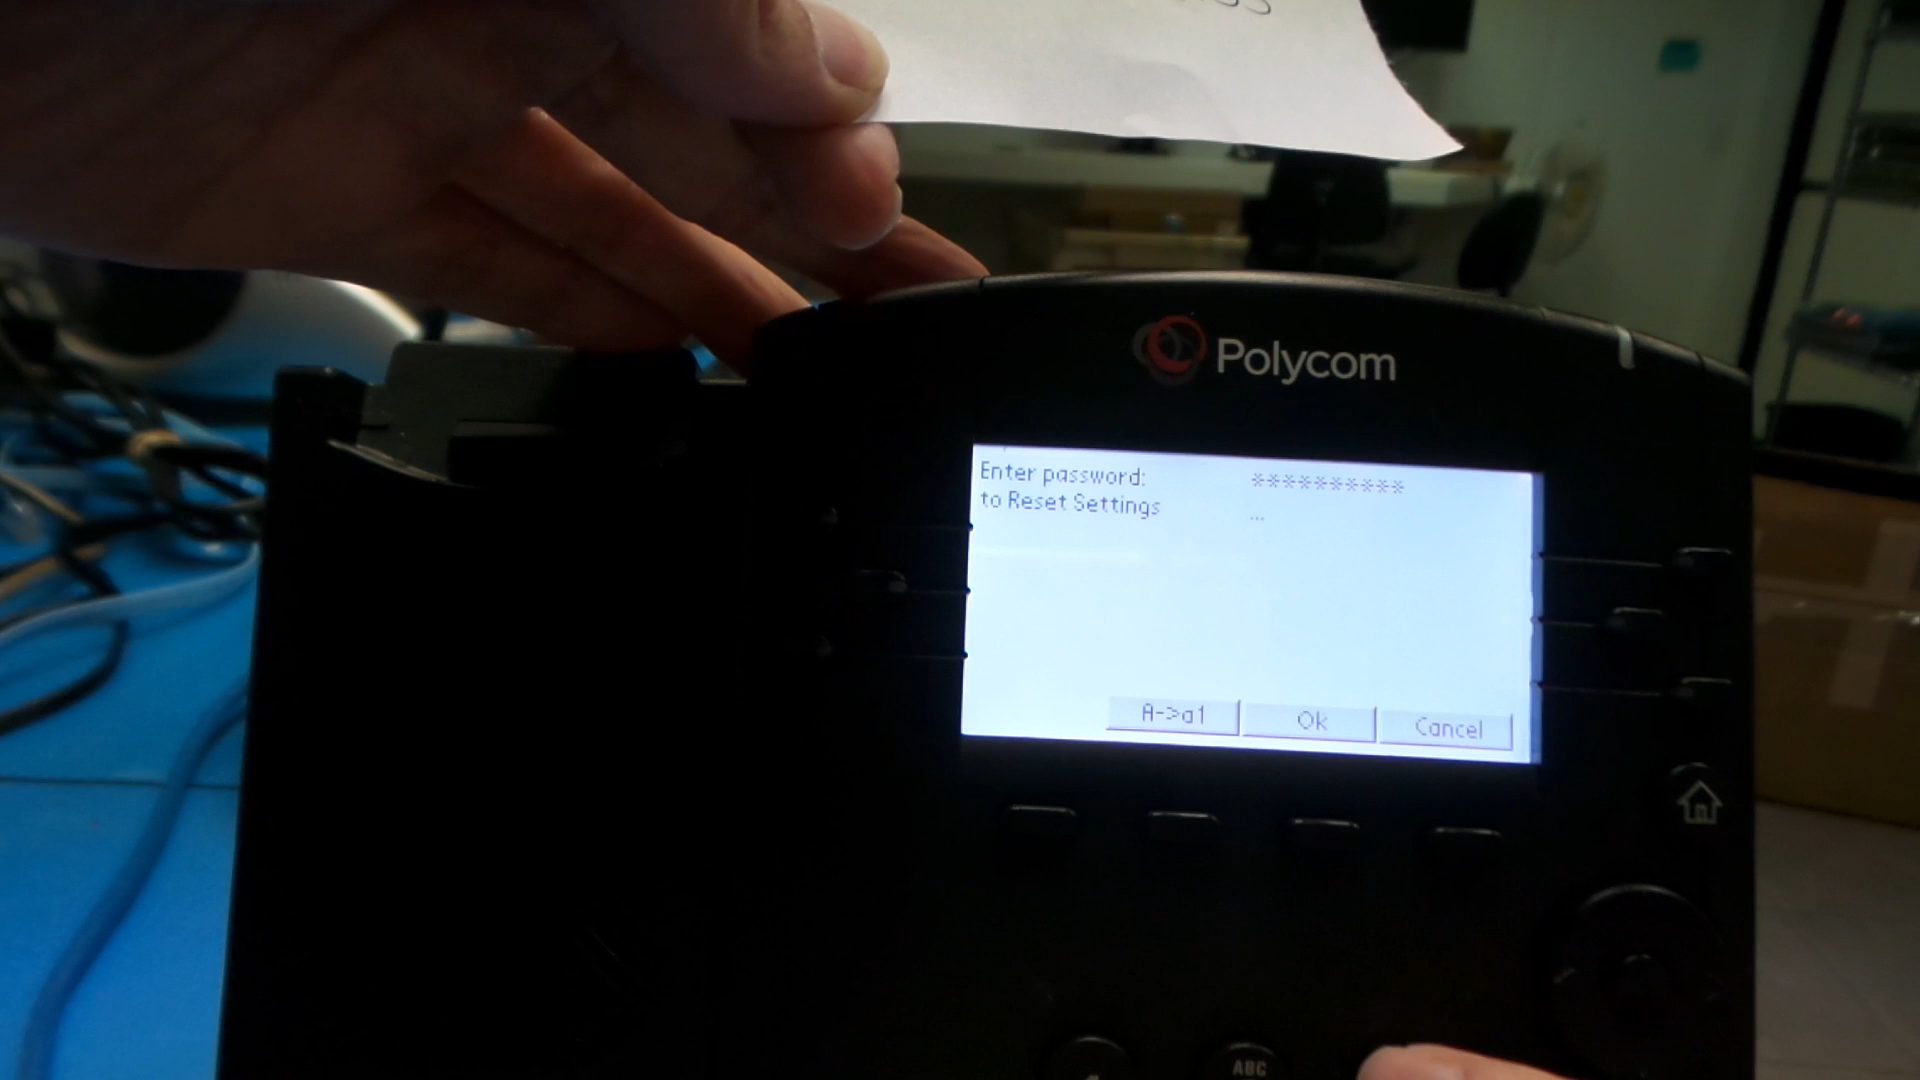 Polycom
Enter password: **********
to Reset Settings ...
A->a1 Ok Cancel
ABC